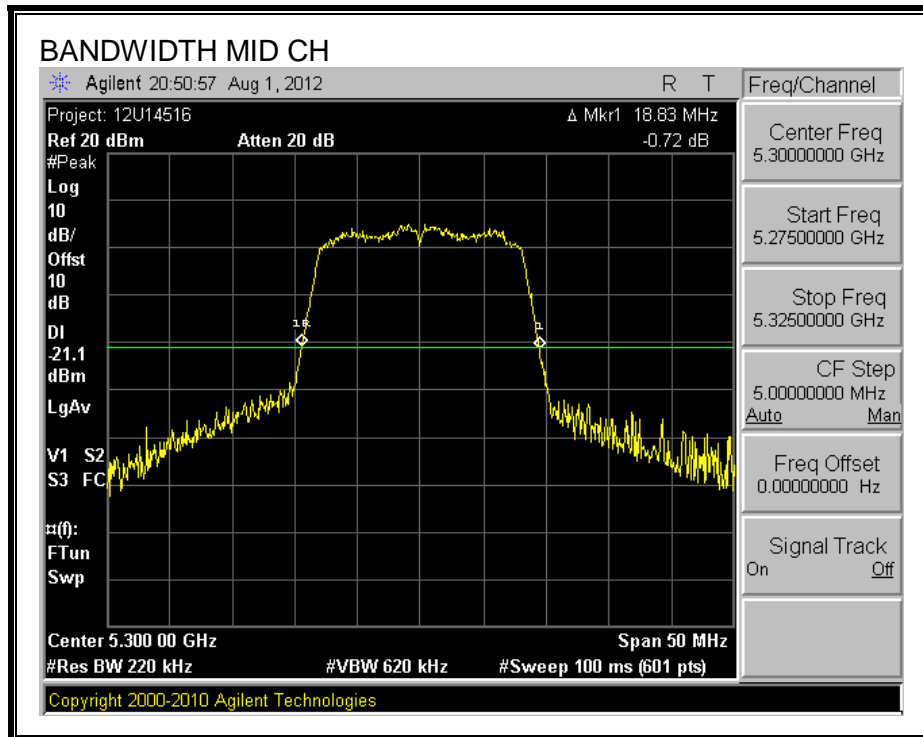 BANDWIDTH MID CH
Agilent 20:50:57 Aug 1, 2012 R T
Project: 12U14516 Δ Mkr1 18.83 MHz
Ref 20 dBm Atten 20 dB -0.72 dB
#Peak
Log
10
dB/
Offst
10
dB
DI
-21.1
dBm
LgAv
V1 S2
S3 FC
¤(f):
FTun
Swp
1R
1
Center 5.300 00 GHz Span 50 MHz
#Res BW 220 kHz #VBW 620 kHz #Sweep 100 ms (601 pts)
Copyright 2000-2010 Agilent Technologies
Freq/Channel
Center Freq
5.30000000 GHz
Start Freq
5.27500000 GHz
Stop Freq
5.32500000 GHz
CF Step
5.00000000 MHz
Auto Man
Freq Offset
0.00000000 Hz
Signal Track
On Off